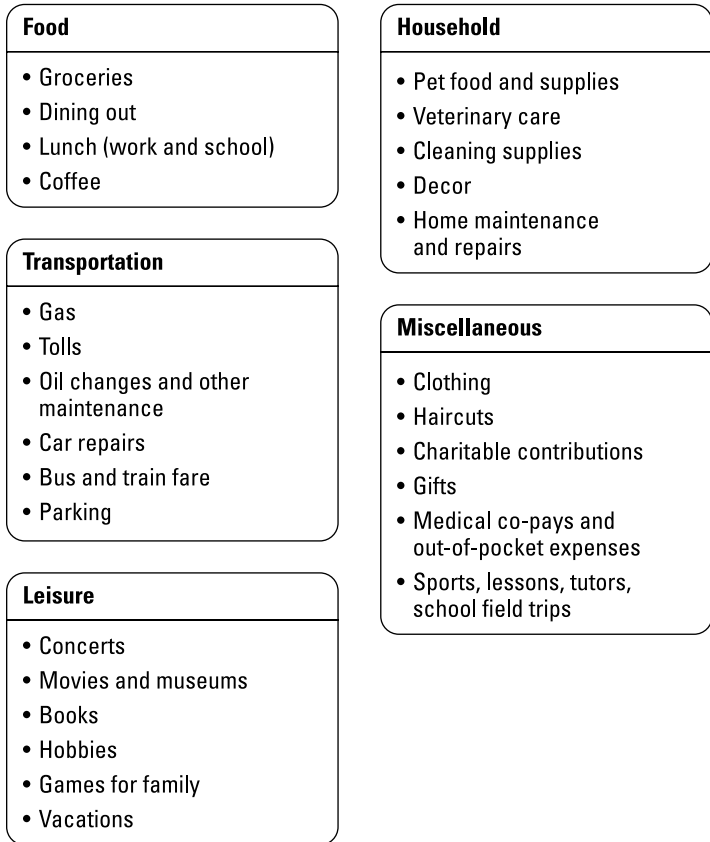 Food
• Groceries
• Dining out
• Lunch (work and school)
• Coffee
Transportation
• Gas
• Tolls
• Oil changes and other
maintenance
• Car repairs
• Bus and train fare
• Parking
Leisure
• Concerts
• Movies and museums
• Books
• Hobbies
• Games for family
• Vacations
Household
• Pet food and supplies
• Veterinary care
• Cleaning supplies
• Decor
• Home maintenance
and repairs
Miscellaneous
• Clothing
• Haircuts
• Charitable contributions
• Gifts
• Medical co-pays and
out-of-pocket expenses
• Sports, lessons, tutors,
school field trips